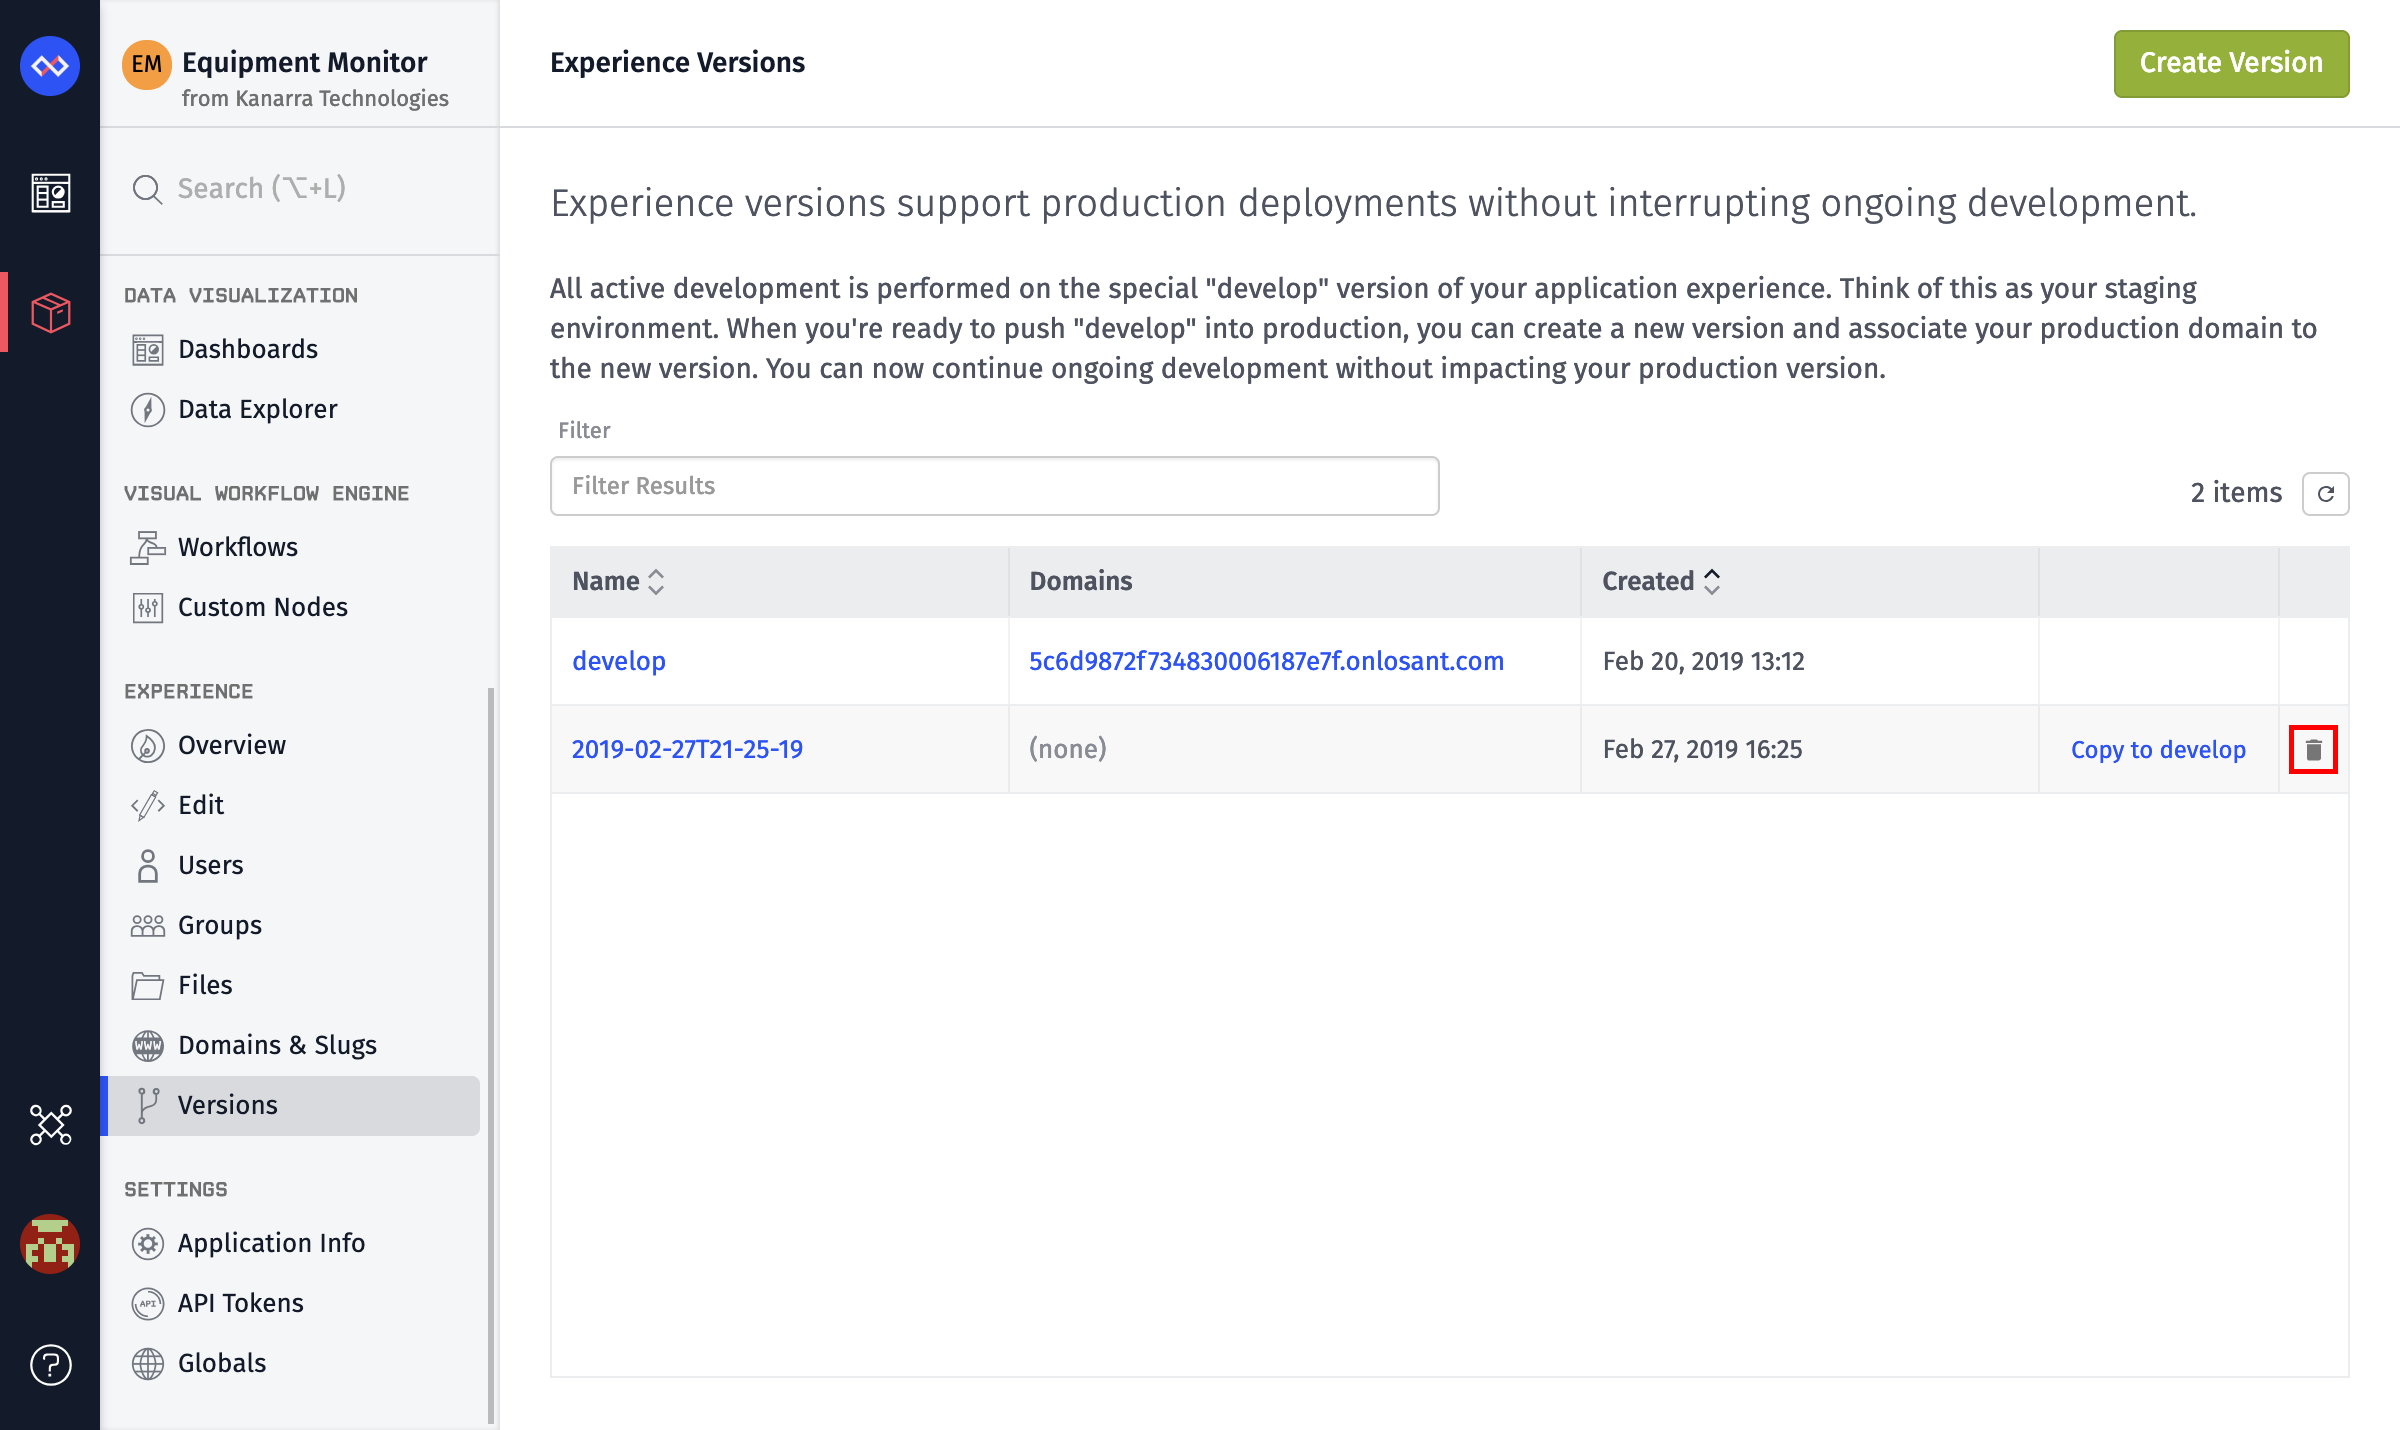 EM
Equipment Monitor
from Kanarra Technologies
Search (⌥+L)
DATA VISUALIZATION
Dashboards
Data Explorer
VISUAL WORKFLOW ENGINE
Workflows
Custom Nodes
EXPERIENCE
Overview
Edit
Users
Groups
Files
WWW
Domains & Slugs
Versions
SETTINGS
Application Info
API
API Tokens
Globals
Experience Versions
Create Version
Experience versions support production deployments without interrupting ongoing development.
All active development is performed on the special "develop" version of your application experience. Think of this as your staging
environment. When you're ready to push "develop" into production, you can create a new version and associate your production domain to
the new version. You can now continue ongoing development without impacting your production version.
Filter
Filter Results
2 items
Name Domains Created
develop 5c6d9872f734830006187e7f.onlosant.com Feb 20, 2019 13:12
2019-02-27T21-25-19 (none) Feb 27, 2019 16:25 Copy to develop